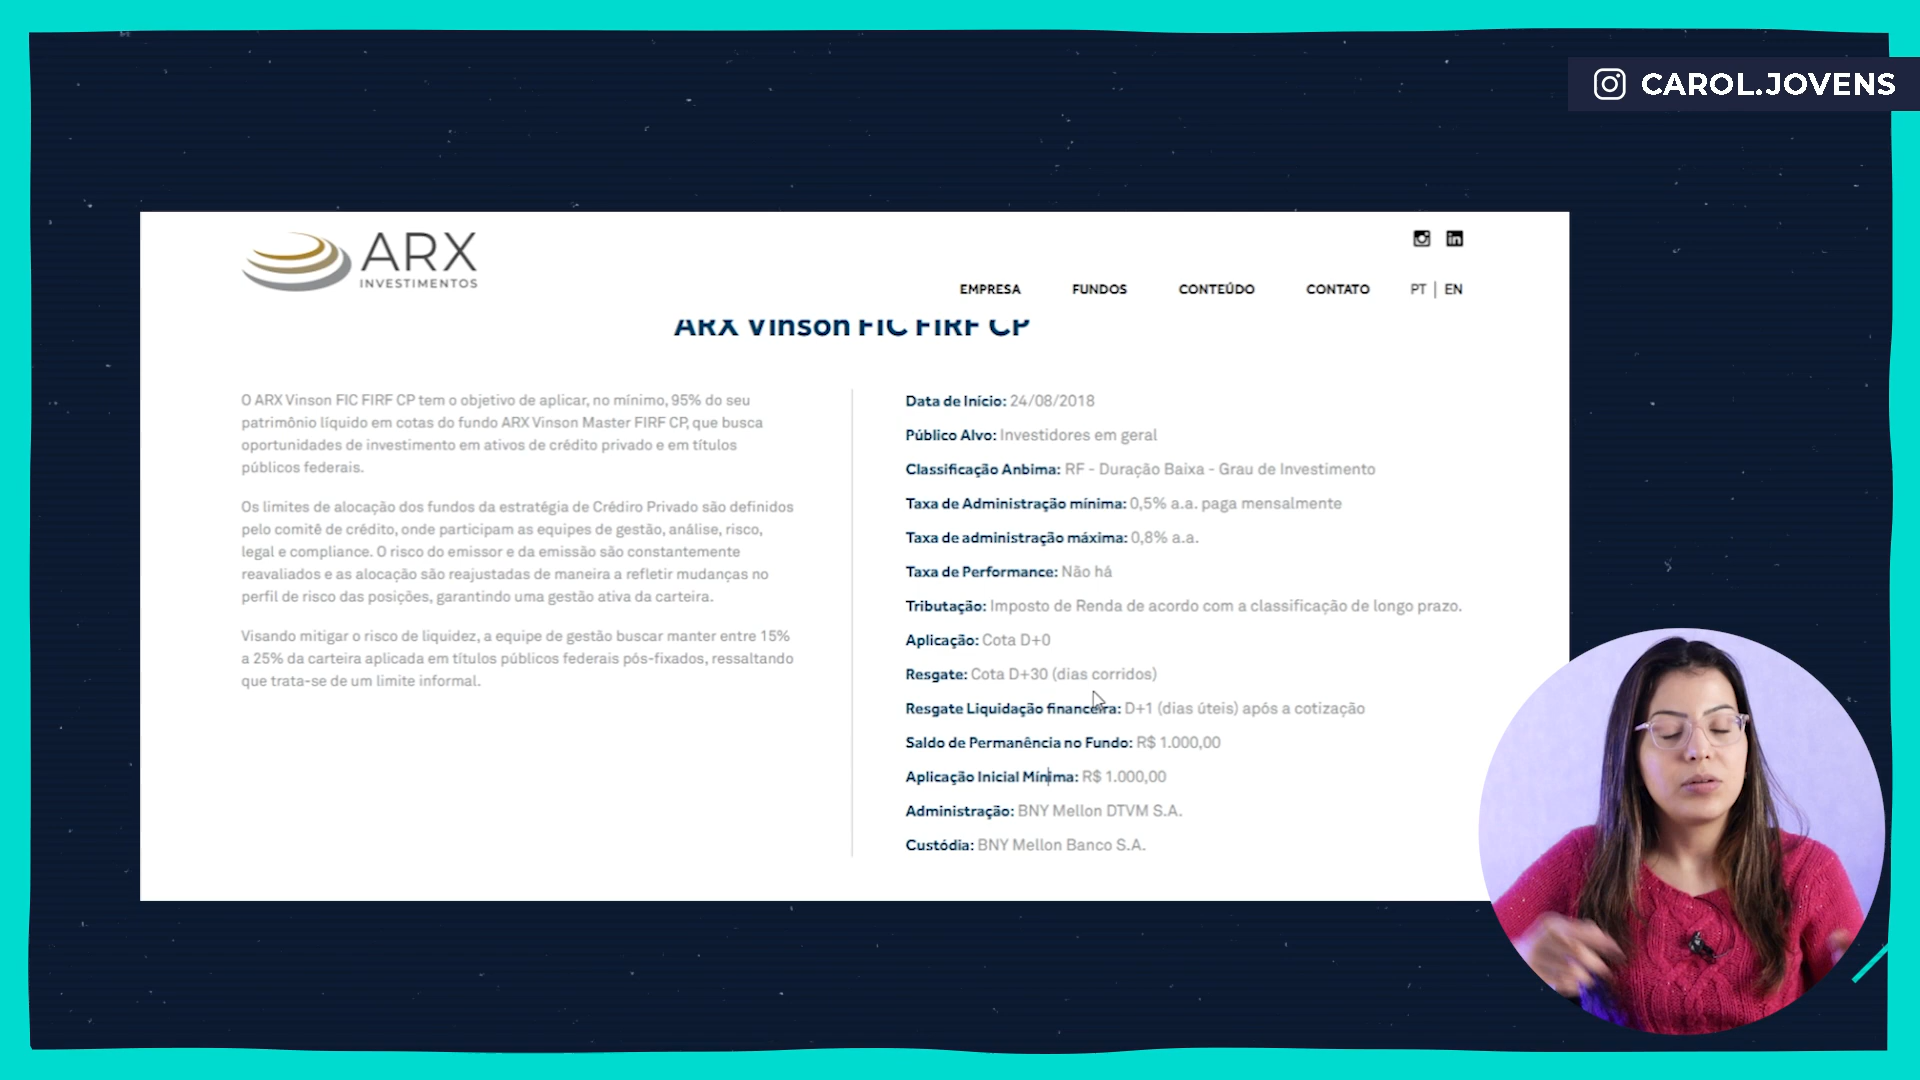 CAROL.JOVENS
ARX
INVESTIMENTOS
EMPRESA FUNDOS CONTEÚDO CONTATO PT | EN
ARX Vinson FIC FIRF CP
O ARX Vinson FIC FIRF CP tem o objetivo de aplicar, no mínimo, 95% do seu
patrimônio líquido em cotas do fundo ARX Vinson Master FIRF CP, que busca
oportunidades de investimento em ativos de crédito privado e em títulos
públicos federais.
Os limites de alocação dos fundos da estratégia de Crédiro Privado são definidos
pelo comitê de crédito, onde participam as equipes de gestão, análise, risco,
legal e compliance. O risco do emissor e da emissão são constantemente
reavaliados e as alocação são reajustadas de maneira a refletir mudanças no
perfil de risco das posições, garantindo uma gestão ativa da carteira.
Visando mitigar o risco de liquidez, a equipe de gestão buscar manter entre 15%
a 25% da carteira aplicada em títulos públicos federais pós-fixados, ressaltando
que trata-se de um limite informal.
Data de Início: 24/08/2018
Público Alvo: Investidores em geral
Classificação Anbima: RF - Duração Baixa - Grau de Investimento
Taxa de Administração mínima: 0,5% a.a. paga mensalmente
Taxa de administração máxima: 0,8% a.a.
Taxa de Performance: Não há
Tributação: Imposto de Renda de acordo com a classificação de longo prazo.
Aplicação: Cota D+0
Resgate: Cota D+30 (dias corridos)
Resgate Liquidação financeira: D+1 (dias úteis) após a cotização
Saldo de Permanência no Fundo: R$ 1.000,00
Aplicação Inicial Mínima: R$ 1.000,00
Administração: BNY Mellon DTVM S.A.
Custódia: BNY Mellon Banco S.A.